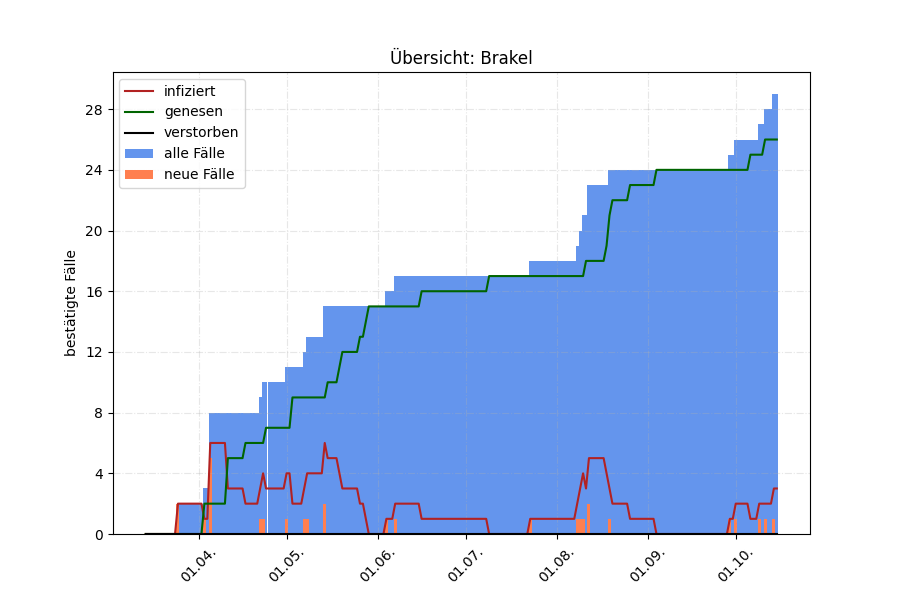 Übersicht: Brakel
infiziert
genesen
verstorben
alle Fälle
neue Fälle
bestätigte Fälle
28
24
20
16
12
8
4
0
01.04.
01.05.
01.06.
01.07.
01.08.
01.09.
01.10.